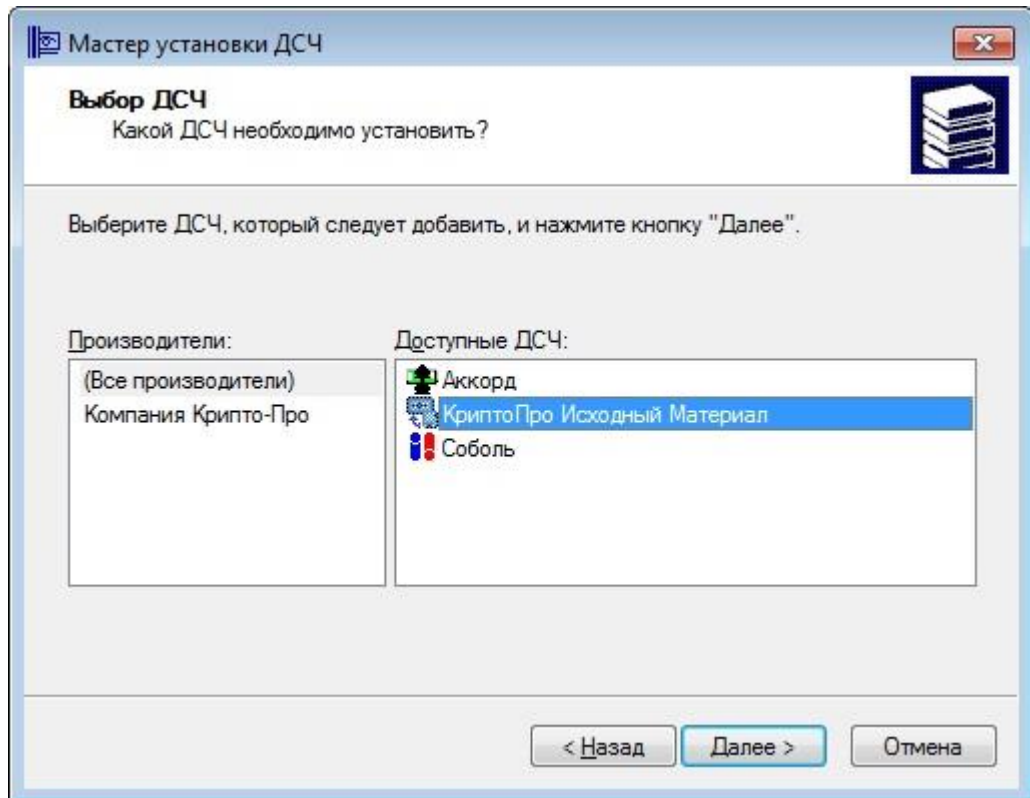 Мастер установки ДСЧ
Выбор ДСЧ
Какой ДСЧ необходимо установить?
Выберите ДСЧ, который следует добавить, и нажмите кнопку "Далее".
Производители:
(Все производители)
Компания Крипто-Про
Доступные ДСЧ:
Аккорд
КриптоПро Исходный Материал
Соболь
< Назад
Далее >
Отмена